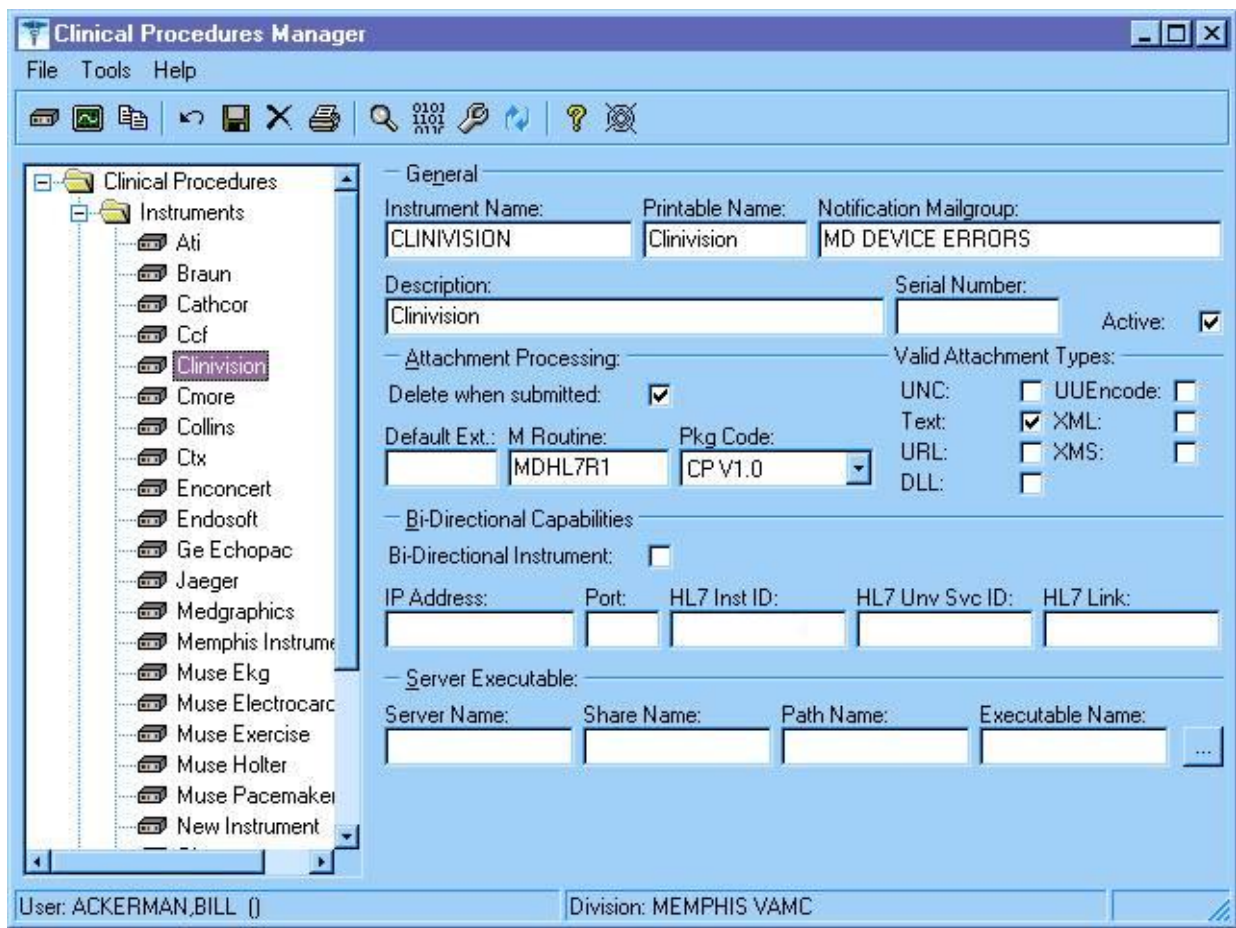 Clinical Procedures Manager
File Tools Help
0101
1101
0110
Clinical Procedures
Instruments
Ati
Braun
Cathcor
Ccf
Clinivision
Cmore
Collins
Ctx
Enconcert
Endosoft
Ge Echopac
Jaeger
Medgraphics
Memphis Instrume
Muse Ekg
Muse Electrocard
Muse Exercise
Muse Holter
Muse Pacemaker
New Instrument
General
Instrument Name: Printable Name: Notification Mailgroup:
CLINIVISION Clinivision MD DEVICE ERRORS
Description: Serial Number:
Clinivision
Active:
Attachment Processing: Valid Attachment Types:
Delete when submitted: UNC: UUEncode:
Text: XML:
Default Ext.: M Routine: Pkg Code: URL: XMS:
MDHL7R1 CP V1.0
DLL:
Bi-Directional Capabilities
Bi-Directional Instrument:
IP Address: Port: HL7 Inst ID: HL7 Unv Svc ID: HL7 Link:
Server Executable:
Server Name: Share Name: Path Name: Executable Name:
...
User: ACKERMAN,BILL () Division: MEMPHIS VAMC